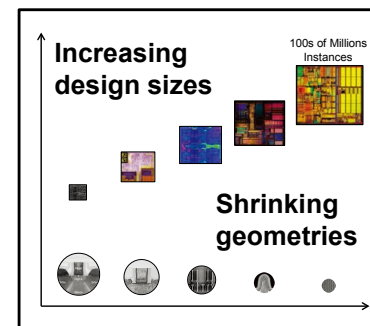 Increasing
design sizes
100s of Millions
Instances
Shrinking
geometries